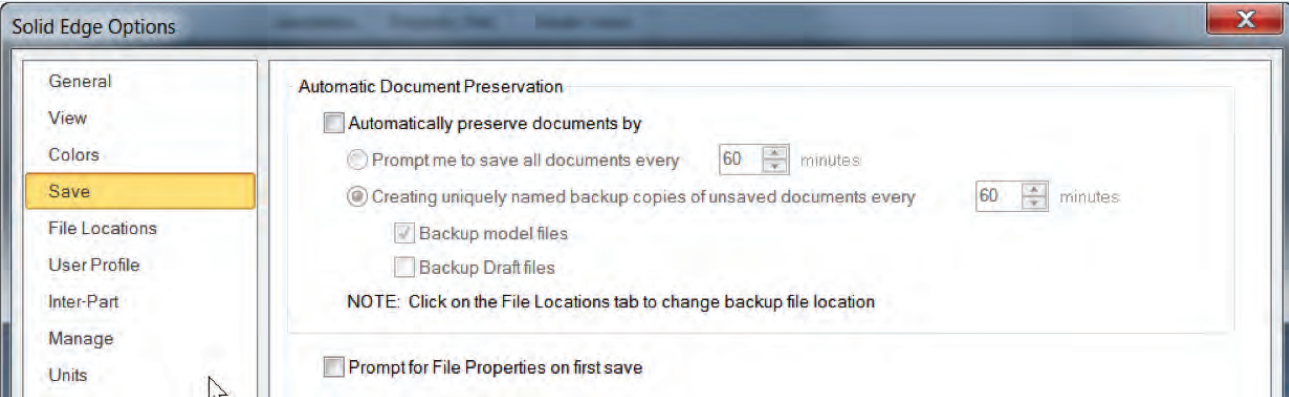 Solid Edge Options
General
View
Colors
Save
File Locations
User Profile
Inter-Part
Manage
Units
Automatic Document Preservation
Automatically preserve documents by
Prompt me to save all documents every 60 minutes
Creating uniquely named backup copies of unsaved documents every 60 minutes
Backup model files
Backup Draft files
NOTE: Click on the File Locations tab to change backup file location
Prompt for File Properties on first save